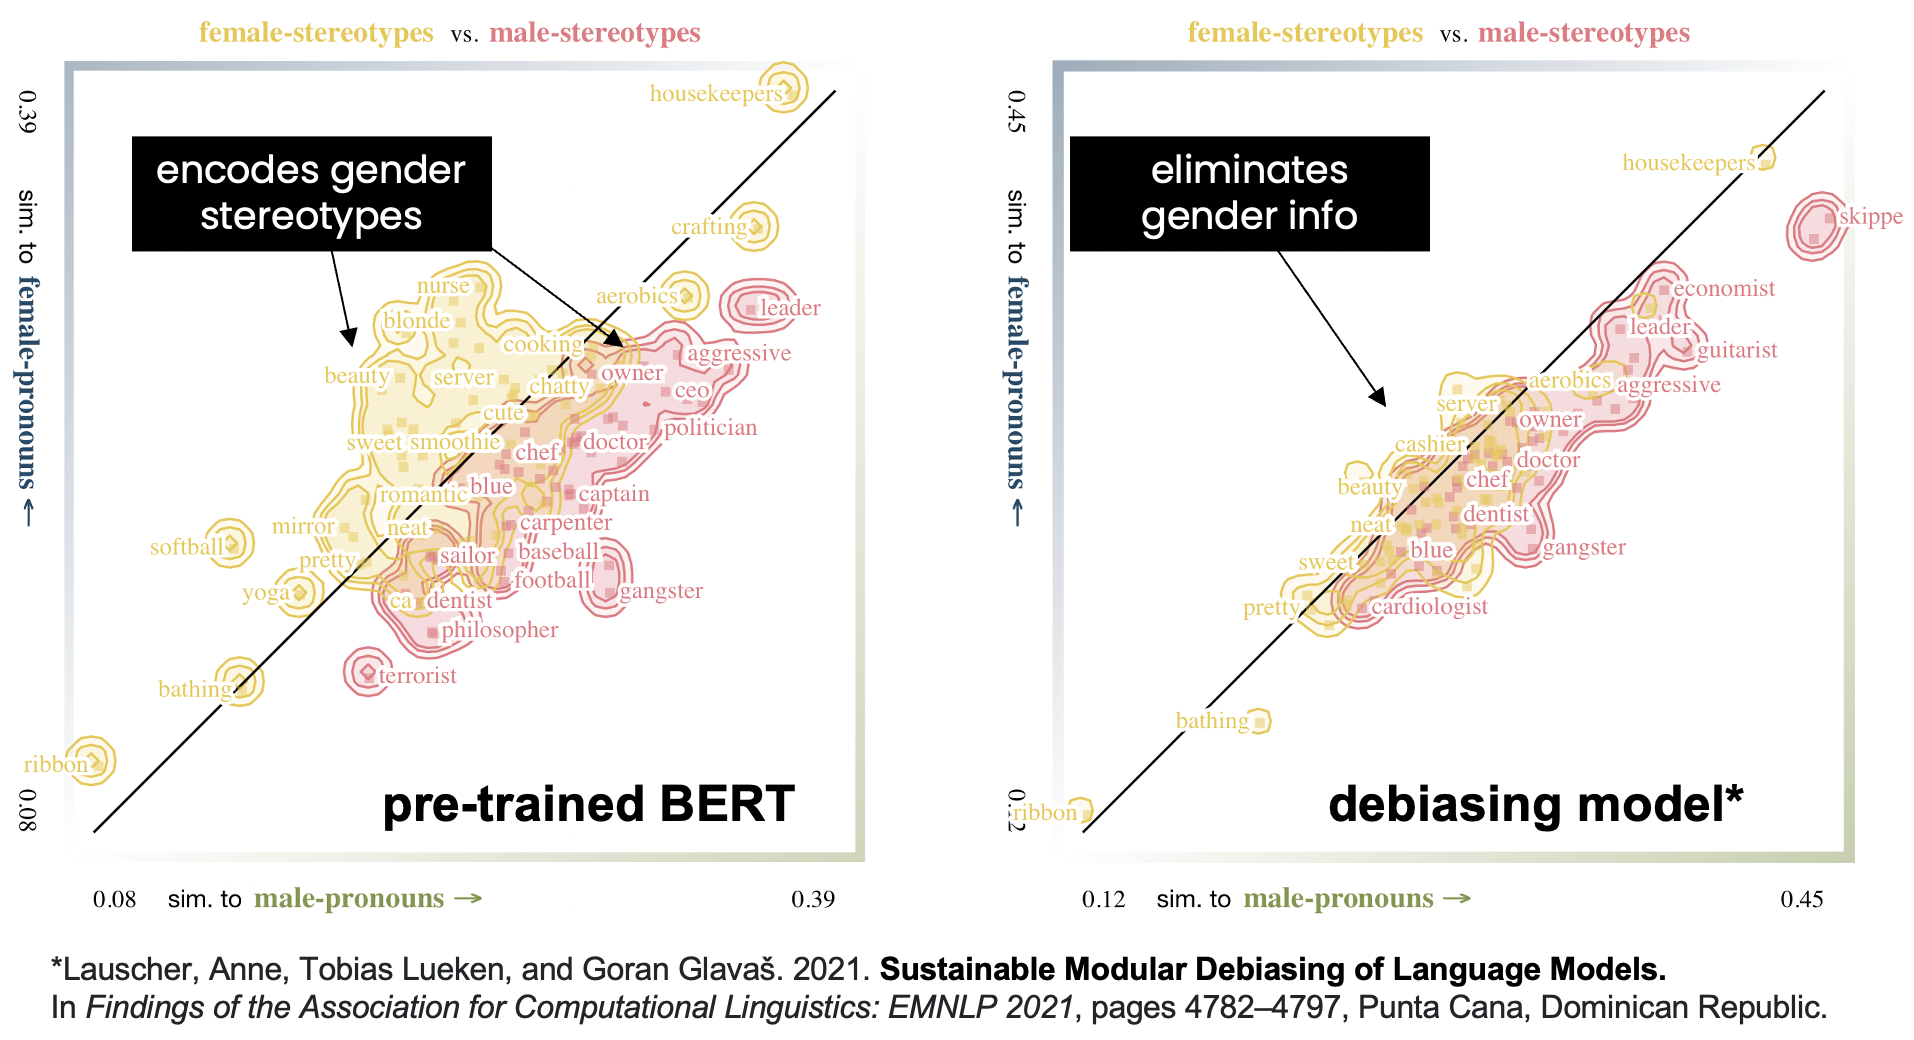 female-stereotypes vs. male-stereotypes
0.39
sim. to female-pronouns →
0.08
encodes gender
stereotypes
housekeepers
crafting
aerobics
leader
nurse
blonde
cooking
aggressive
beauty
server
chatty
owner
ceo
cute
politician
sweet
smoothie
chef
doctor
romantic
blue
captain
mirror
neat
carpenter
softball
pretty
sailor
baseball
football
yoga
ca
dentist
gangster
philosopher
terrorist
bathing
ribbon
pre-trained BERT
0.08 sim. to male-pronouns → 0.39
female-stereotypes vs. male-stereotypes
0.45
sim. to female-pronouns →
eliminates
gender info
housekeepers
skippe
economist
leader
guitarist
aerobics
aggressive
server
owner
cashier
doctor
beauty
chef
neat
dentist
blue
gangster
sweet
pretty
cardiologist
bathing
ribbon
debiasing model*
0.12 sim. to male-pronouns → 0.45
*Lauscher, Anne, Tobias Lueken, and Goran Glavaš. 2021. Sustainable Modular Debiasing of Language Models.
In Findings of the Association for Computational Linguistics: EMNLP 2021, pages 4782–4797, Punta Cana, Dominican Republic.